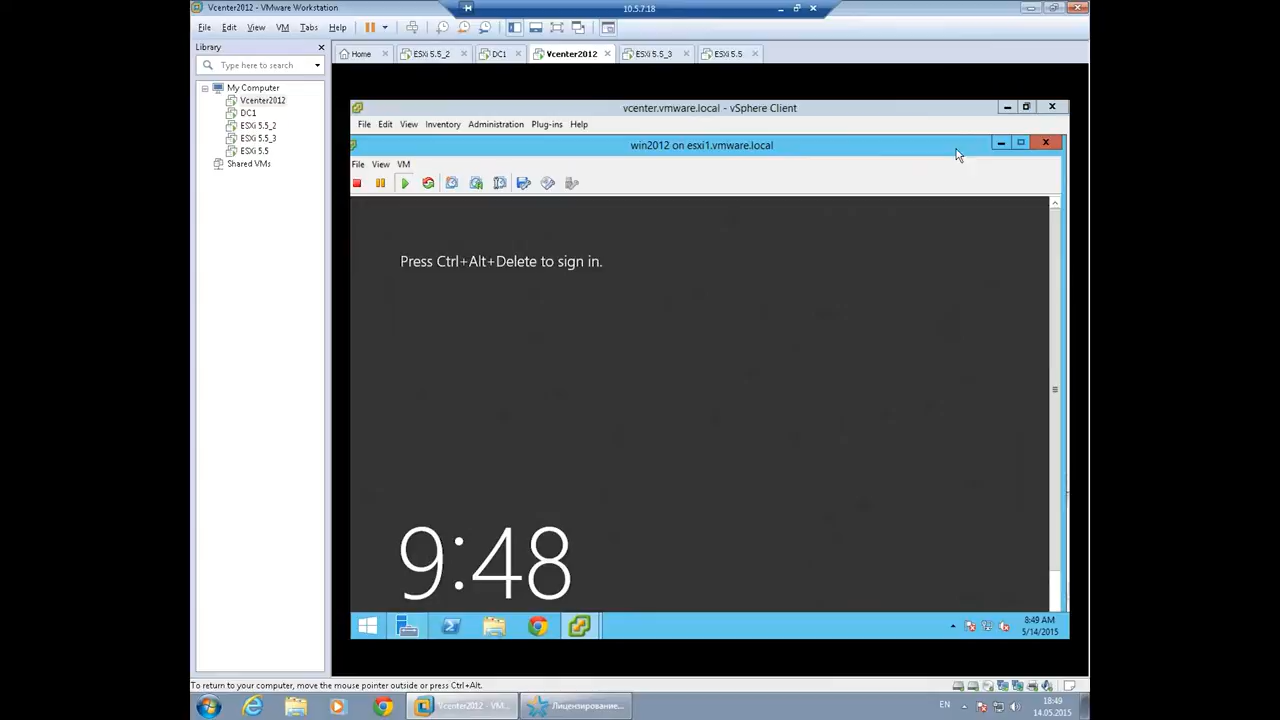 Vcenter2012 - VMware Workstation
10.5.7.18
File Edit View VM Tabs Help
Library
Type here to search
My Computer
Vcenter2012
DC1
ESXi 5.5_2
ESXi 5.5_3
ESXi 5.5
Shared VMs
Home
ESXi 5.5_2
DC1
Vcenter2012
ESXi 5.5_3
ESXi 5.5
vcenter.vmware.local - vSphere Client
File Edit View Inventory Administration Plug-ins Help
win2012 on esxi1.vmware.local
File View VM
Press Ctrl+Alt+Delete to sign in.
9:48
8:49 AM
5/14/2015
To return to your computer, move the mouse pointer outside or press Ctrl+Alt.
Vcenter2012 - VM...
Лицензирование...
EN
18:49
14.05.2015